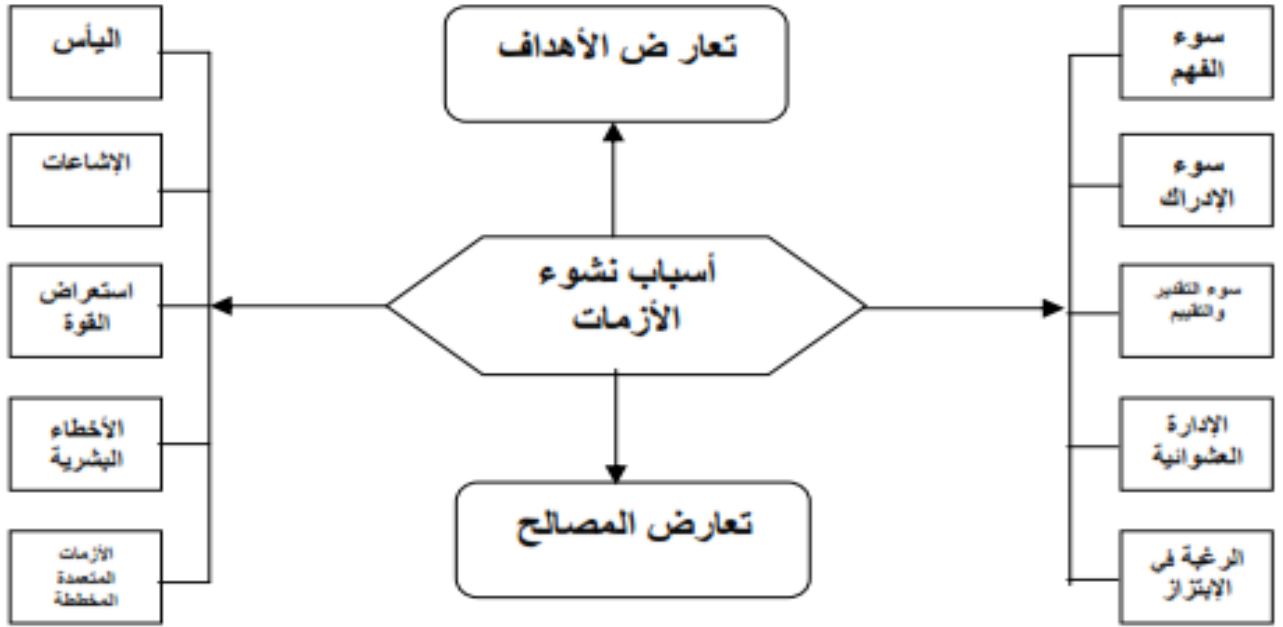 سوء
الفهم
سوء
الإدراك
سوء التقدير
والتقييم
الإدارة
العشوائية
الرغبة في
الإبتزاز
تعار ض الأهداف
أسباب نشوء
الأزمات
تعارض المصالح
اليأس
الإشاعات
استعراض
القوة
الأخطاء
البشرية
الأزمات
المتعمدة
المخططة